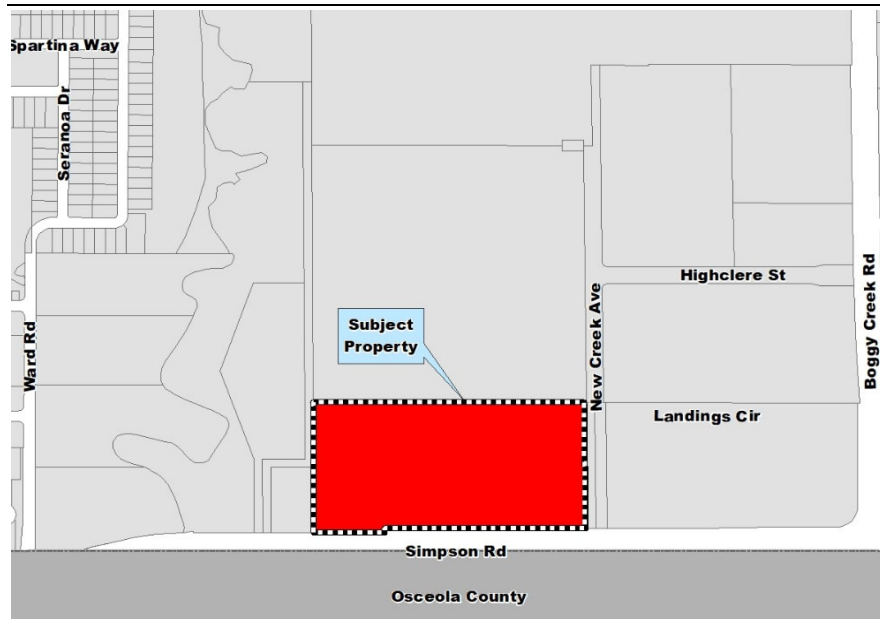 Spartina Way
Seranoa Dr
Highclere St
Boggy Creek Rd
New Creek Ave
Subject
Property
Ward Rd
Landings Cir
Simpson Rd
Osceola County